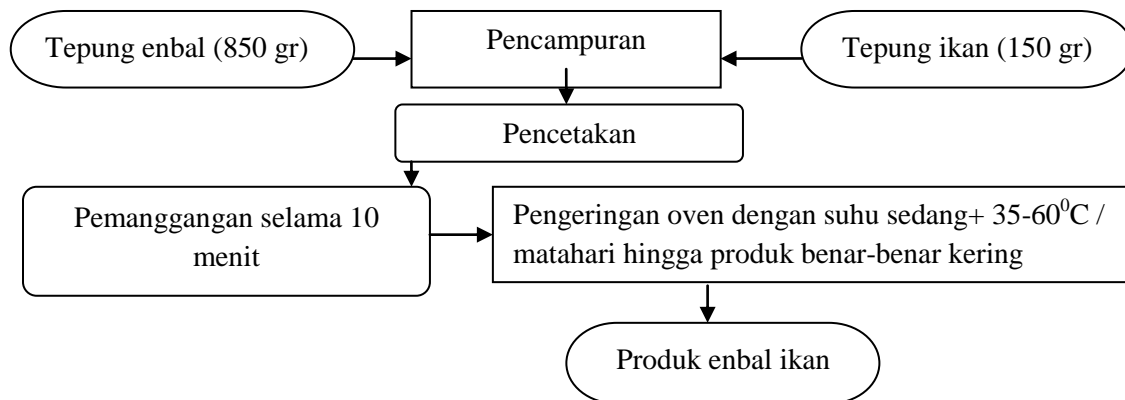 Tepung enbal (850 gr)
Pencampuran
Tepung ikan (150 gr)
Pencetakan
Pemanggangan selama 10
menit
Pengeringan oven dengan suhu sedang+ 35-60⁰C /
matahari hingga produk benar-benar kering
Produk enbal ikan